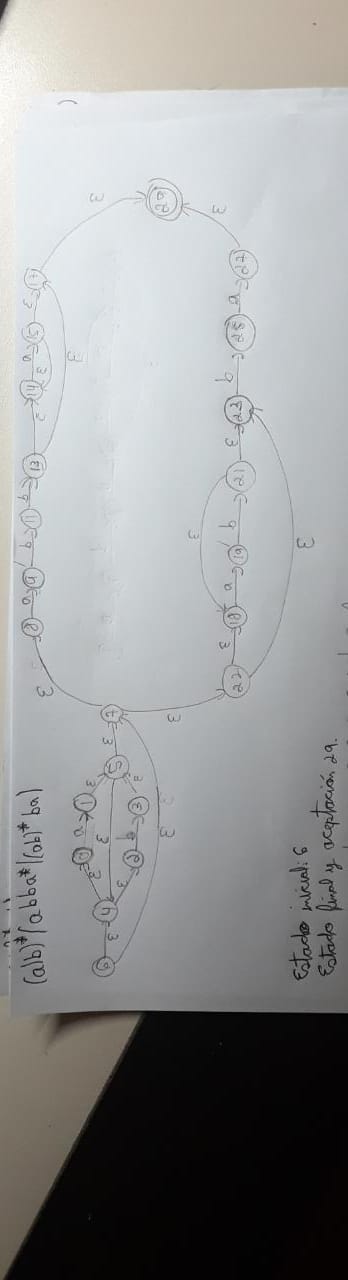 (a|b)*(abba*|(ab)* ba)
ε 8 a 9 b 11 b 13 ε 14 a 15 ε 17
ε
ε
0 a 1 ε
ε
6 ε 4 ε 5 ε 7
ε
2 b 3 ε
ε ε
ε
29
ε
ε
22 ε 18 a 19 b 21 ε 23 b 25 a 27
ε
ε
Estado inicial: 6
Estado final y aceptación 29.